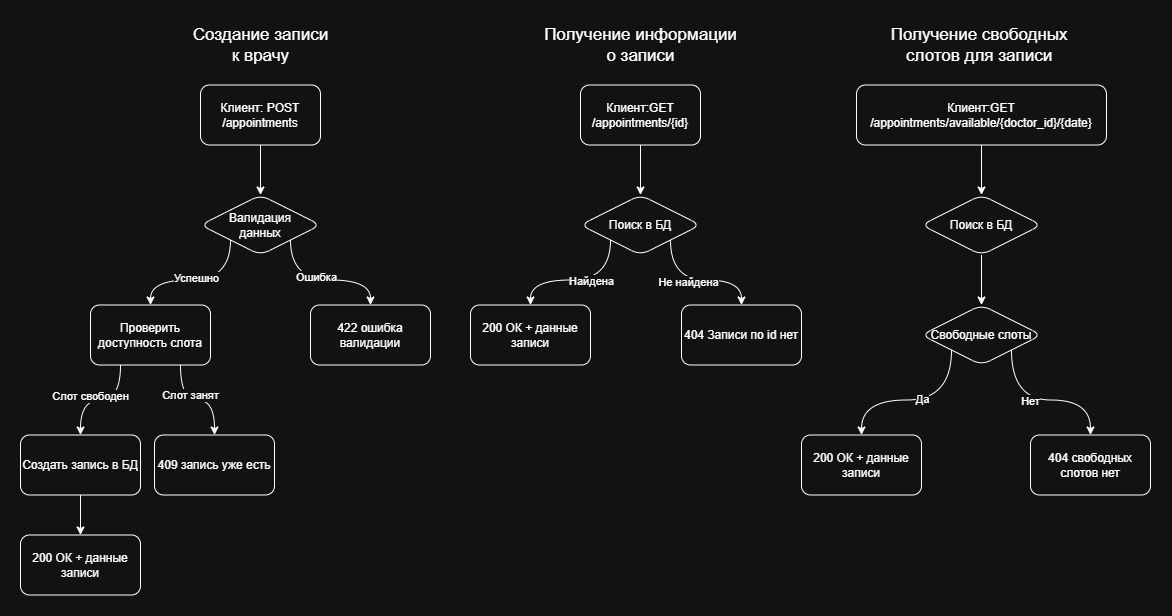 Создание записи
к врачу
Клиент: POST
/appointments
Валидация
данных
Успешно
Ошибка
Проверить
доступность слота
422 ошибка
валидации
Слот свободен
Слот занят
Создать запись в БД
409 запись уже есть
200 OK + данные
записи
Получение информации
о записи
Клиент:GET
/appointments/{id}
Поиск в БД
Найдена
Не найдена
200 OK + данные
записи
404 Записи по id нет
Получение свободных
слотов для записи
Клиент:GET
/appointments/available/{doctor_id}/{date}
Поиск в БД
Свободные слоты
Да
Нет
200 OK + данные
записи
404 свободных
слотов нет